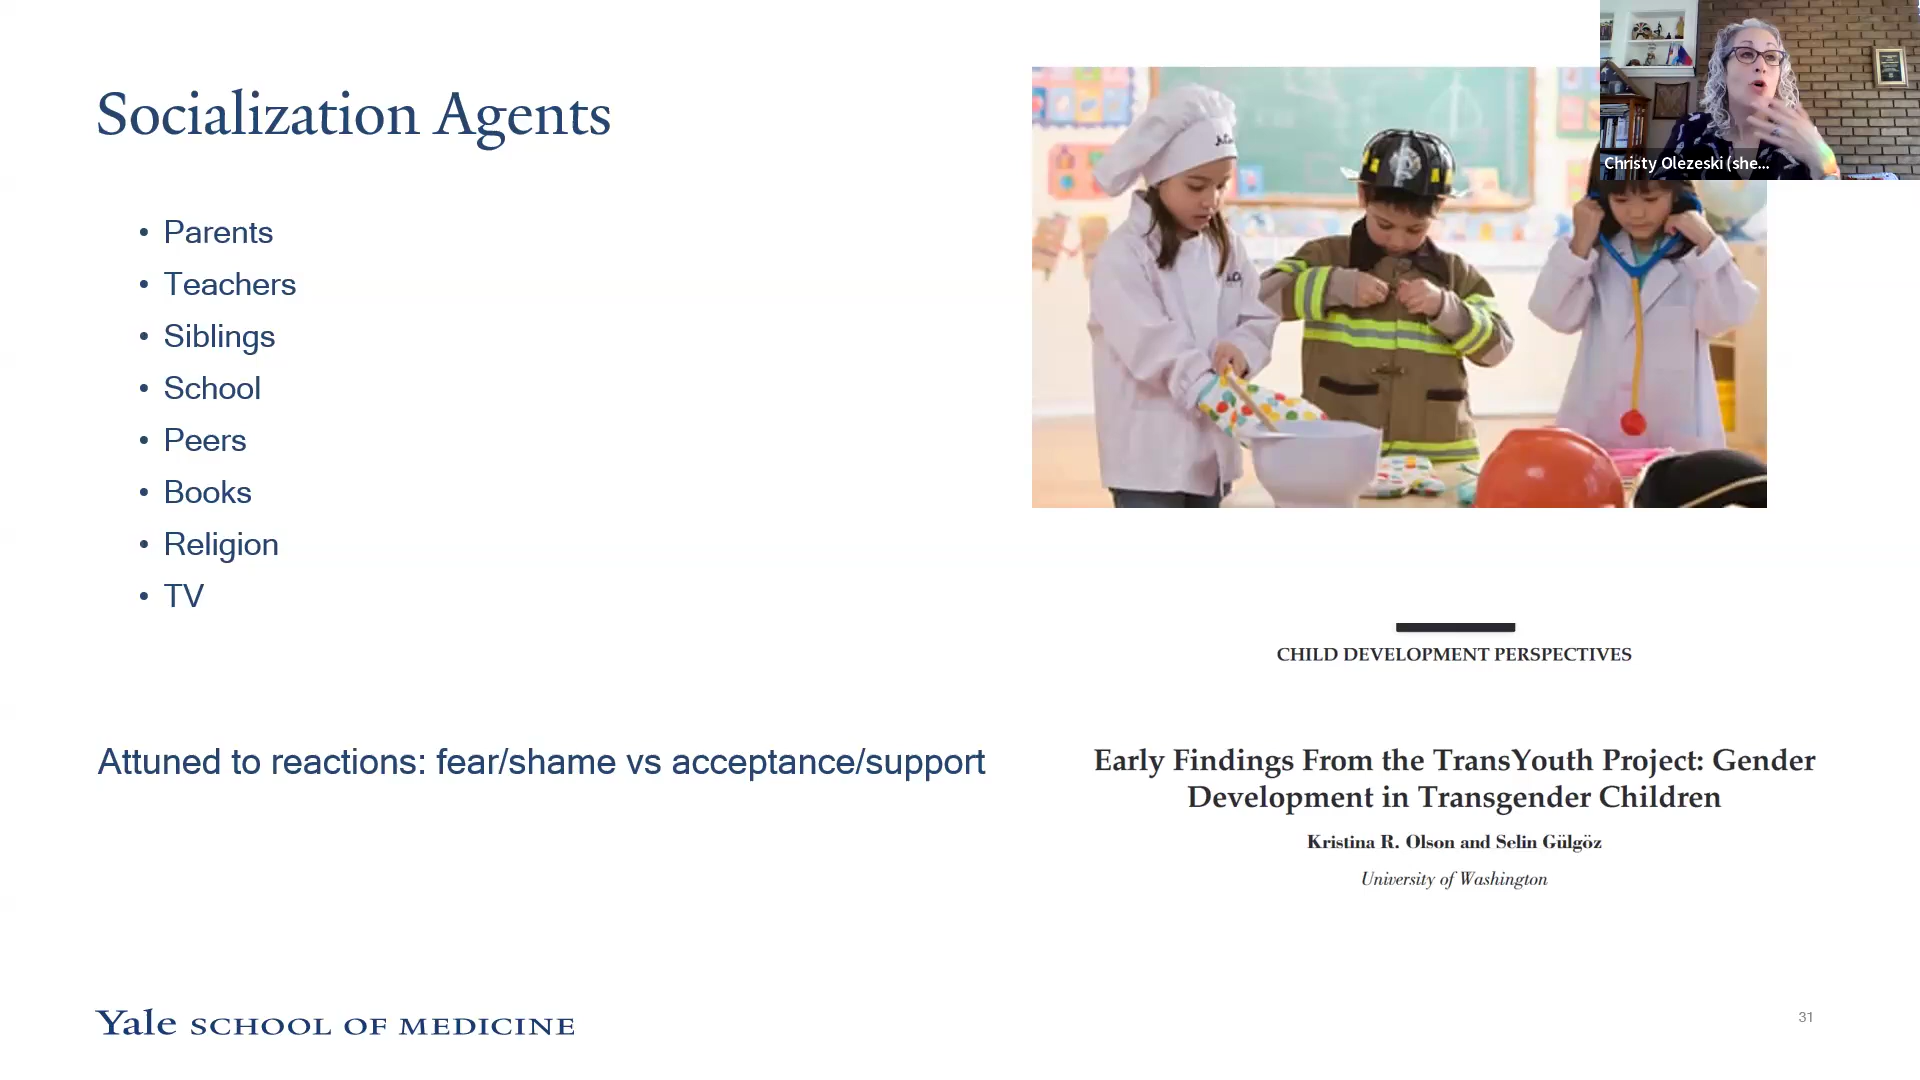 Socialization Agents
• Parents
• Teachers
• Siblings
• School
• Peers
• Books
• Religion
• TV
Attuned to reactions: fear/shame vs acceptance/support
Christy Olezeski (she...
CHILD DEVELOPMENT PERSPECTIVES
Early Findings From the TransYouth Project: Gender
Development in Transgender Children
Kristina R. Olson and Selin Gülgöz
University of Washington
Yale SCHOOL OF MEDICINE
31